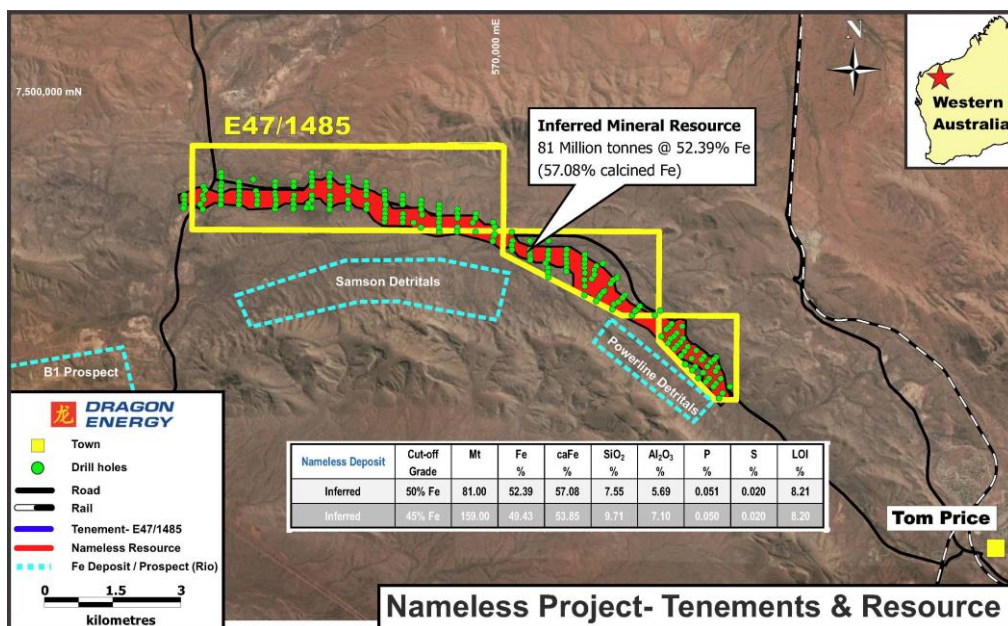 7,500,000 mN
570,000 mE
N
Western
Australia
E47/1485
Inferred Mineral Resource
81 Million tonnes @ 52.39% Fe
(57.08% calcined Fe)
Samson Detritals
Powerline Detritals
B1 Prospect
龙 DRAGON
ENERGY
Town
Drill holes
Road
Rail
Tenement- E47/1485
Nameless Resource
Fe Deposit / Prospect (Rio)
0 1.5 3
kilometres
Nameless Deposit Cut-off Grade Mt Fe % caFe % SiO₂ % Al₂O₃ % P % S % LOI %
Inferred 50% Fe 81.00 52.39 57.08 7.55 5.69 0.051 0.020 8.21
Inferred 45% Fe 159.00 49.43 53.85 9.71 7.10 0.050 0.020 8.20
Tom Price
Nameless Project- Tenements & Resource